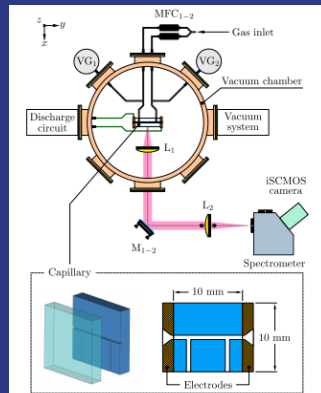 z
y
x
MFC₁₋₂
Gas inlet
VG₁
VG₂
Vacuum chamber
Discharge
circuit
Vacuum
system
L₁
iSCMOS
camera
L₂
M₁₋₂
Spectrometer
Capillary
10 mm
10 mm
Electrodes